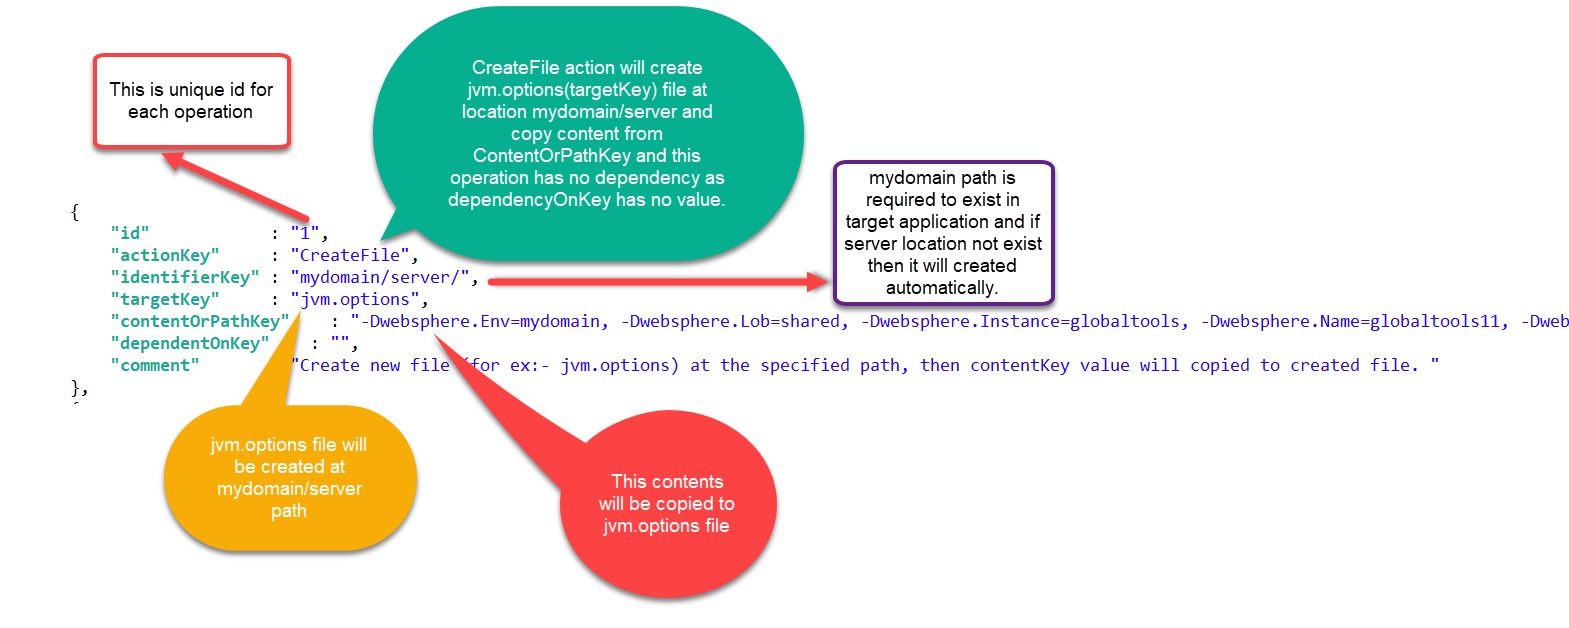 CreateFile action will create
jvm.options(targetKey) file at
location mydomain/server and
copy content from
ContentOrPathKey and this
operation has no dependency as
dependencyOnKey has no value.
This is unique id for
each operation
mydomain path is
required to exist in
target application and if
server location not exist
then it will created
automatically.
{
"id" : "1",
"actionKey" : "CreateFile",
"identifierKey" : "mydomain/server/",
"targetKey" : "jvm.options",
"contentOrPathKey" : "-Dwebsphere.Env=mydomain, -Dwebsphere.Lob=shared, -Dwebsphere.Instance=globaltools, -Dwebsphere.Name=globaltools11, -Dweb
"dependentOnKey" : "",
"comment" "Create new file (for ex:- jvm.options) at the specified path, then contentKey value will copied to created file. "
},
jvm.options file will
be created at
mydomain/server
path
This contents
will be copied to
jvm.options file